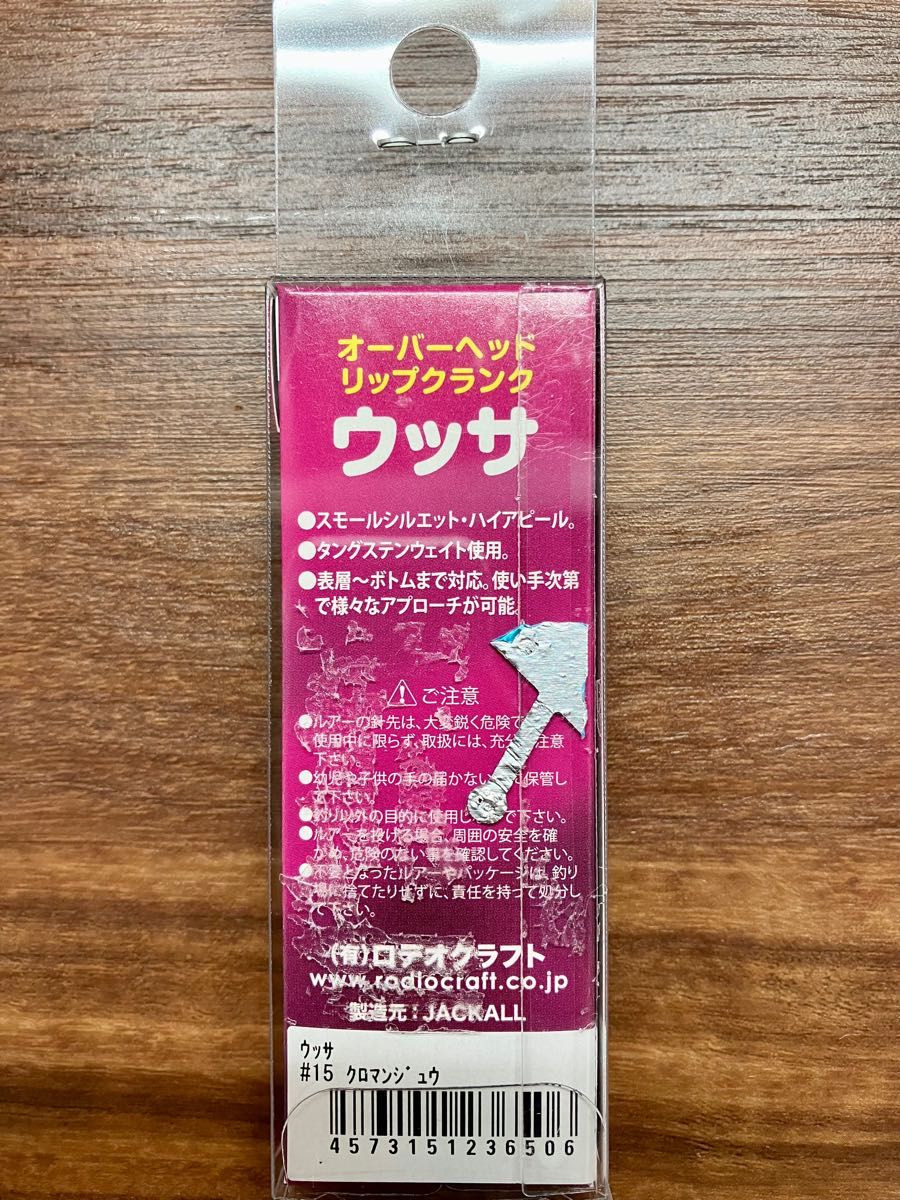 オーバーヘッド
リップクランク
ウッサ
●スモールシルエット・ハイアピール。
●タングステンウェイト使用。
●表層～ボトムまで対応。使い手次第
で様々なアプローチが可能。
ご注意
●ルアーの針先は、大変鋭く危険で
使用中に限らず、取扱には、充分 注意
下さい。
●幼児や子供の手の届かない 保管し
て下さい。
●釣り以外の目的に使用し で下さい。
●ルアーを投げる場合、周囲の安全を確
かめ、危険のない事を確認してください。
●不要となったルアーやパッケージは、釣り
場に捨てたりせずに、責任を持って処分し
下さい。
(有)ロデオクラフト
www.rodiocraft.co.jp
製造元：JACKALL
ウッサ
#15 クロマンジュウ
4573151236506